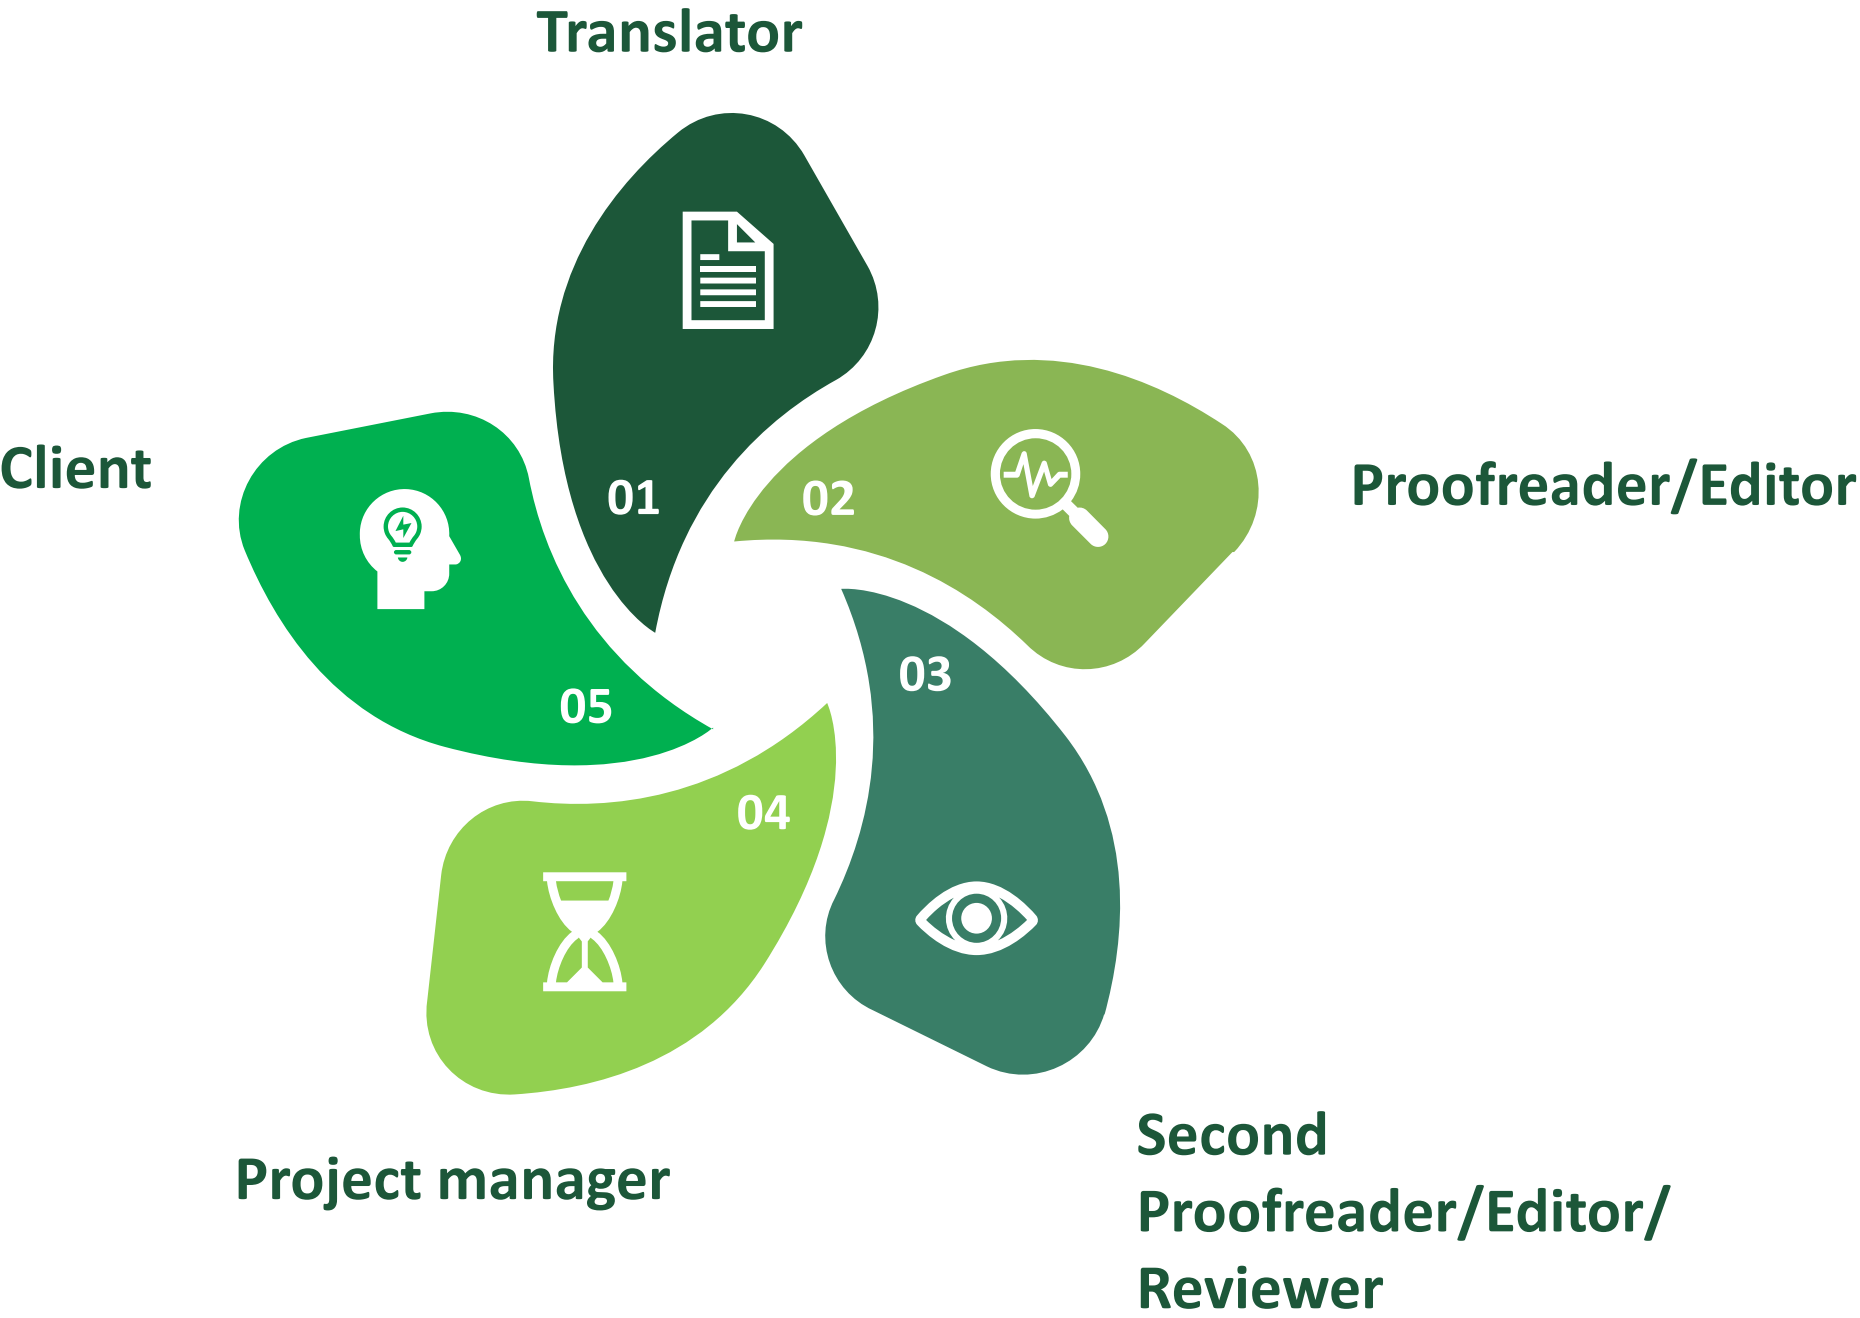 Translator
01
02
Proofreader/Editor
03
Second
Proofreader/Editor/
Reviewer
04
Project manager
05
Client